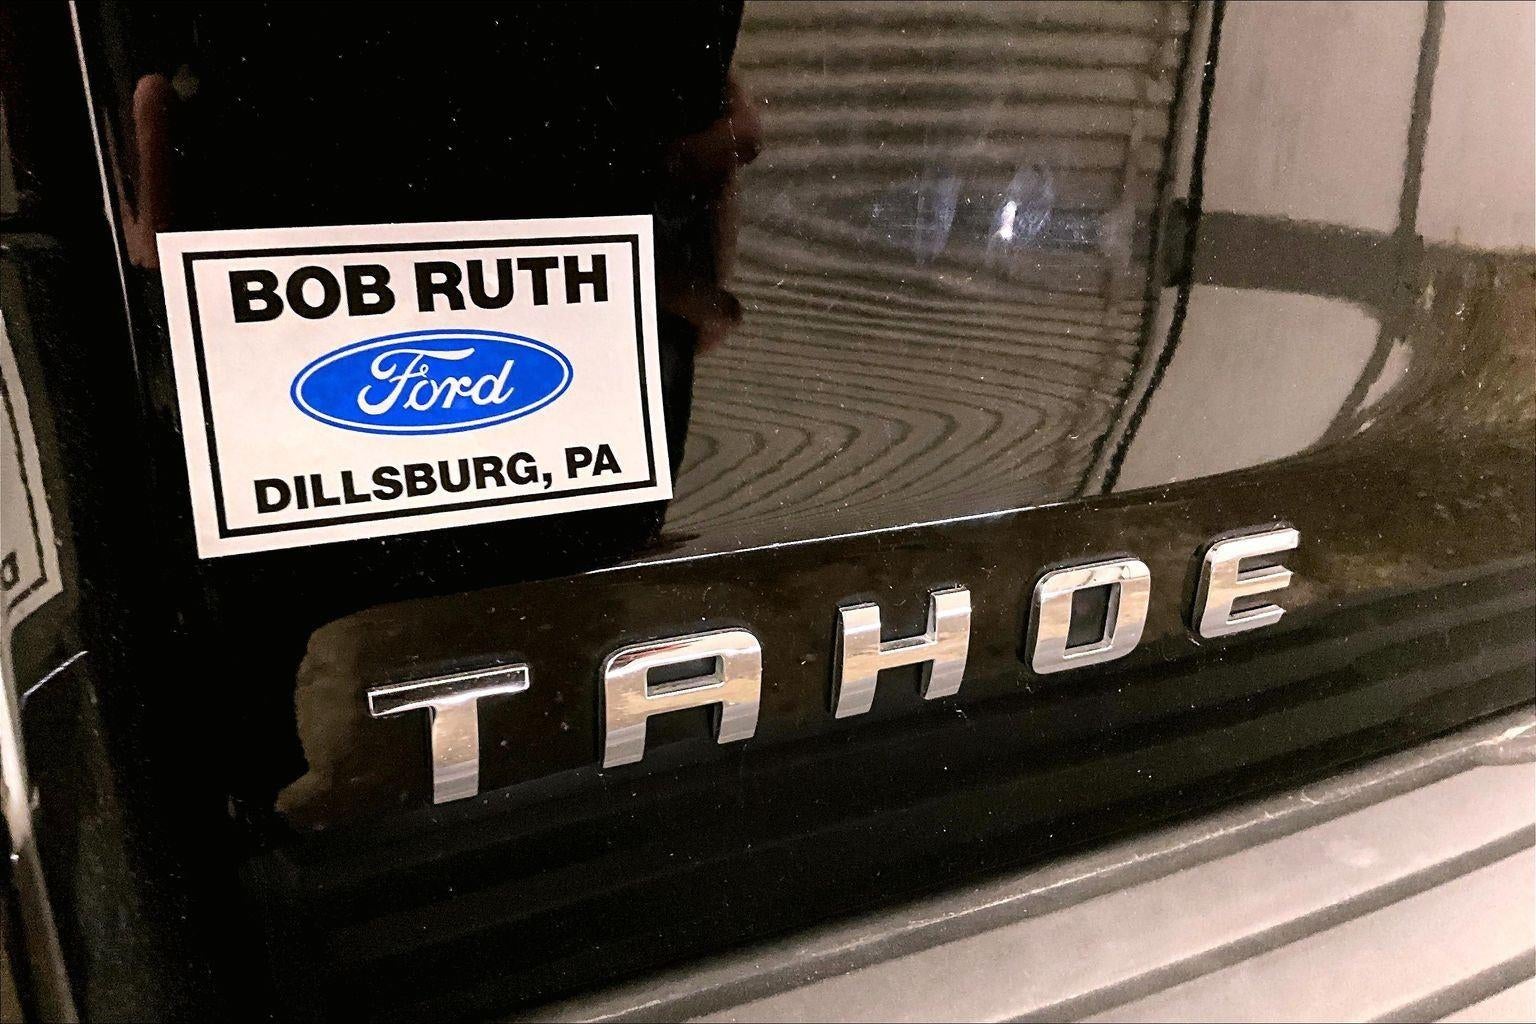 BOB RUTH
Ford
DILLSBURG, PA
TAHOE